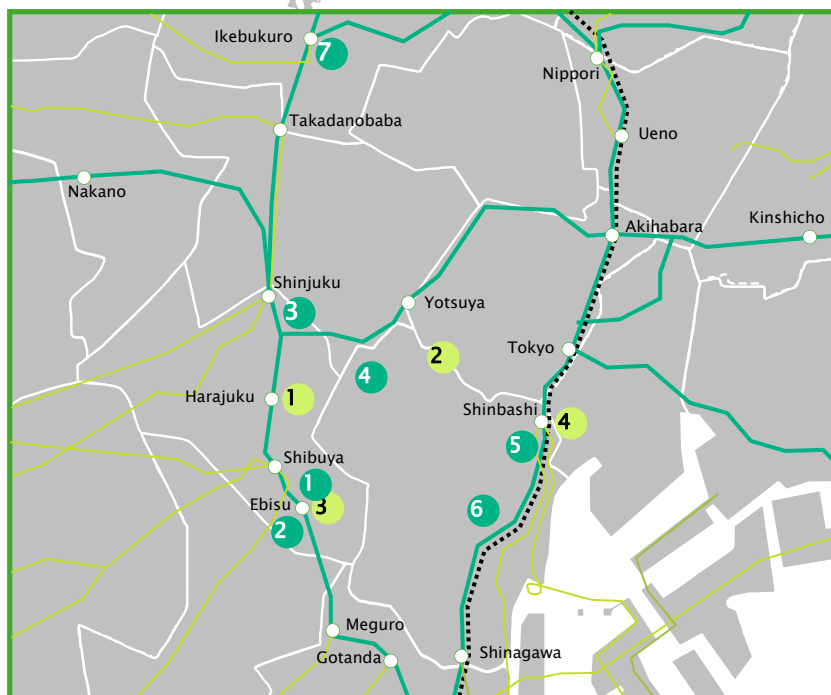 Ikebukuro
7
Nippori
Takadanobaba
Ueno
Nakano
Kinshicho
Akihabara
Shinjuku
3
Yotsuya
Tokyo
2
4
Harajuku
1
Shinbashi
4
5
Shibuya
1
Ebisu
3
6
2
Meguro
Gotanda
Shinagawa